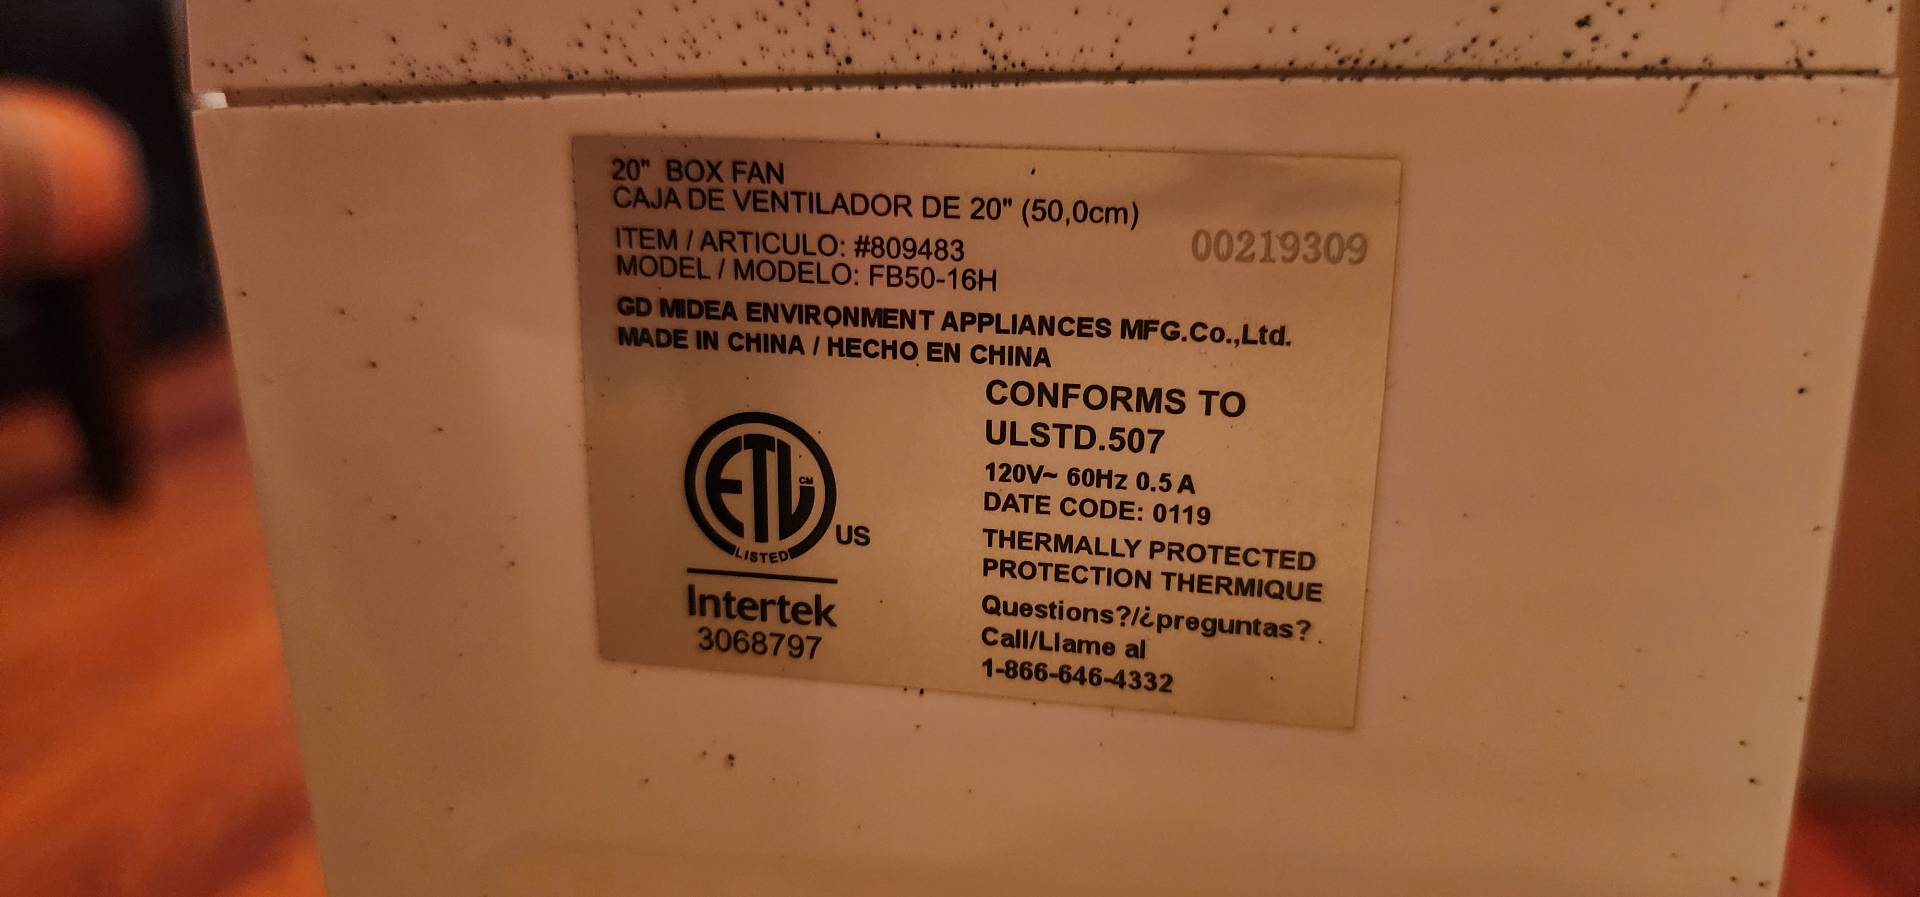 20" BOX FAN
CAJA DE VENTILADOR DE 20" (50,0cm)
00219309
ITEM / ARTICULO: #809483
MODEL / MODELO: FB50-16H
GD MIDEA ENVIRONMENT APPLIANCES MFG.Co.,Ltd.
MADE IN CHINA / HECHO EN CHINA
CONFORMS TO
ULSTD.507
120V~ 60Hz 0.5 A
DATE CODE: 0119
THERMALLY PROTECTED
PROTECTION THERMIQUE
Questions?/¿preguntas?
Call/Llame al
1-866-646-4332
ETL CM
LISTED
US
Intertek
3068797